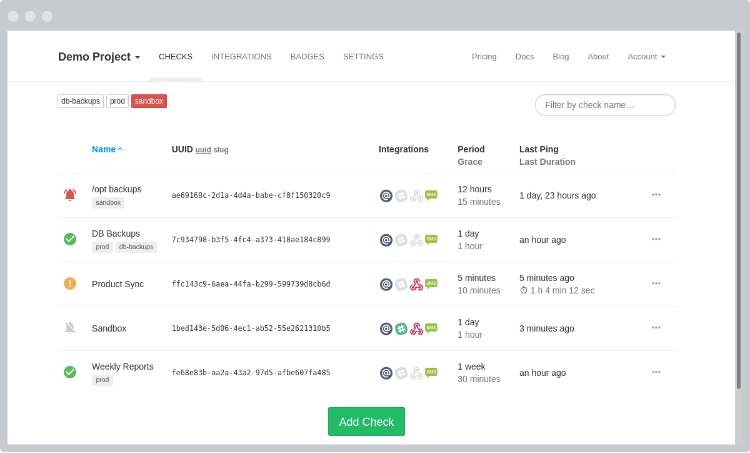 Demo Project CHECKS INTEGRATIONS BADGES SETTINGS Pricing Docs Blog About Account
db-backups prod sandbox Filter by check name…
Name UUID uuid slug Integrations Period Last Ping
Grace Last Duration
/opt backups ae69168c-2d1a-4d4a-babe-cf0f150320c9 12 hours 1 day, 23 hours ago
sandbox 15 minutes
DB Backups 7c934798-b3f5-4fc4-a373-418ae184c899 1 day an hour ago
prod db-backups 1 hour
Product Sync ffc143c9-6aea-44fa-b299-599739d8cb6d 5 minutes 5 minutes ago
10 minutes 1 h 4 min 12 sec
Sandbox 1bed143e-5d06-4ec1-ab52-55e2621310b5 1 day 3 minutes ago
1 hour
Weekly Reports fe68e83b-aa2a-43a2-97d5-afbe607fa485 1 week an hour ago
prod 30 minutes
Add Check